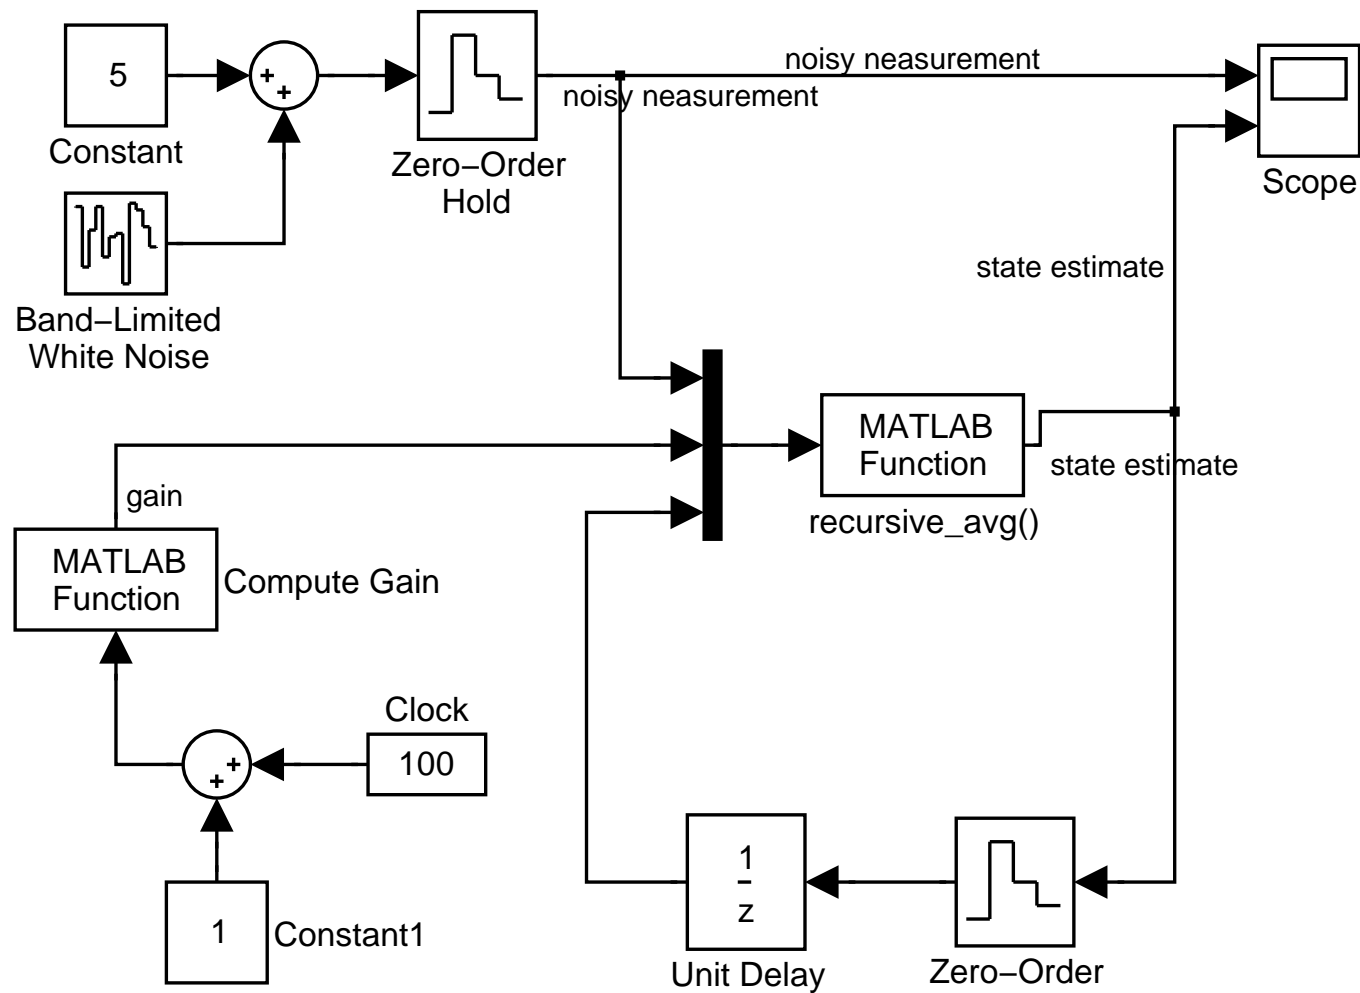 5
+
+
Constant
noisy neasurement
noisy neasurement
Zero−Order
Hold
Scope
Band−Limited
White Noise
state estimate
MATLAB
Function
state estimate
recursive_avg()
gain
MATLAB
Function
Compute Gain
Clock
100
+
+
1
Constant1
1
z
Unit Delay
Zero−Order